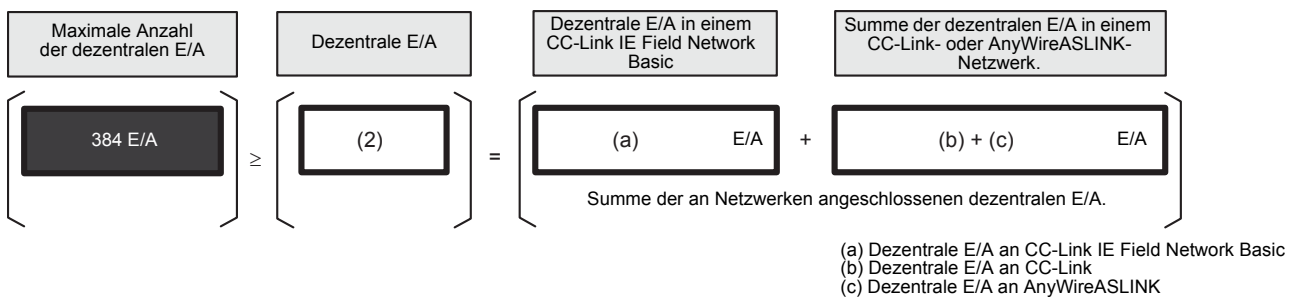 Maximale Anzahl
der dezentralen E/A
Dezentrale E/A
Dezentrale E/A in einem
CC-Link IE Field Network
Basic
Summe der dezentralen E/A in einem
CC-Link- oder AnyWireASLINK-
Netzwerk.
384 E/A
≥
(2)
=
(a) E/A
+
(b) + (c) E/A
Summe der an Netzwerken angeschlossenen dezentralen E/A.
(a) Dezentrale E/A an CC-Link IE Field Network Basic
(b) Dezentrale E/A an CC-Link
(c) Dezentrale E/A an AnyWireASLINK